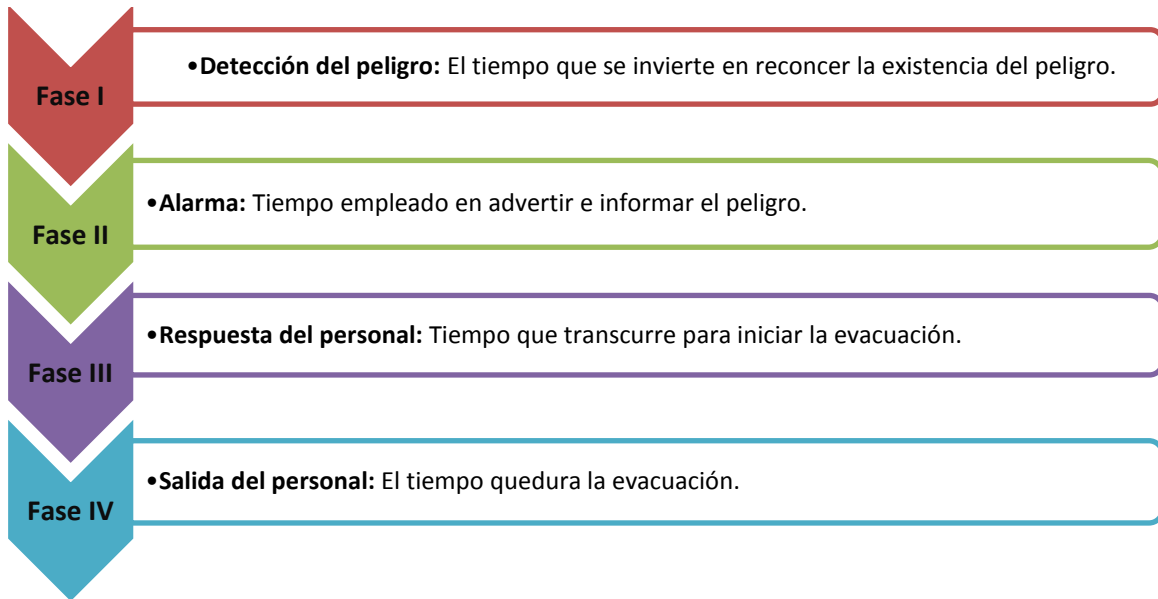 Fase I
•Detección del peligro: El tiempo que se invierte en reconcer la existencia del peligro.
Fase II
•Alarma: Tiempo empleado en advertir e informar el peligro.
Fase III
•Respuesta del personal: Tiempo que transcurre para iniciar la evacuación.
Fase IV
•Salida del personal: El tiempo quedura la evacuación.